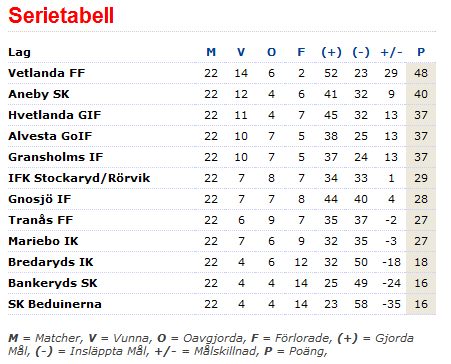 Serietabell
Lag M V O F (+) (-) +/- P
Vetlanda FF 22 14 6 2 52 23 29 48
Aneby SK 22 12 4 6 41 32 9 40
Hvetlanda GIF 22 11 4 7 45 32 13 37
Alvesta GoIF 22 10 7 5 38 25 13 37
Gransholms IF 22 10 7 5 37 24 13 37
IFK Stockaryd/Rörvik 22 7 8 7 34 33 1 29
Gnosjö IF 22 7 7 8 44 40 4 28
Tranås FF 22 6 9 7 35 37 -2 27
Mariebo IK 22 7 6 9 32 35 -3 27
Bredaryds IK 22 4 6 12 32 50 -18 18
Bankeryds SK 22 4 4 14 25 49 -24 16
SK Beduinerna 22 4 4 14 23 58 -35 16
M = Matcher, V = Vunna, O = Oavgjorda, F = Förlorade, (+) = Gjorda
Mål, (-) = Insläppta Mål, +/- = Målskillnad, P = Poäng,